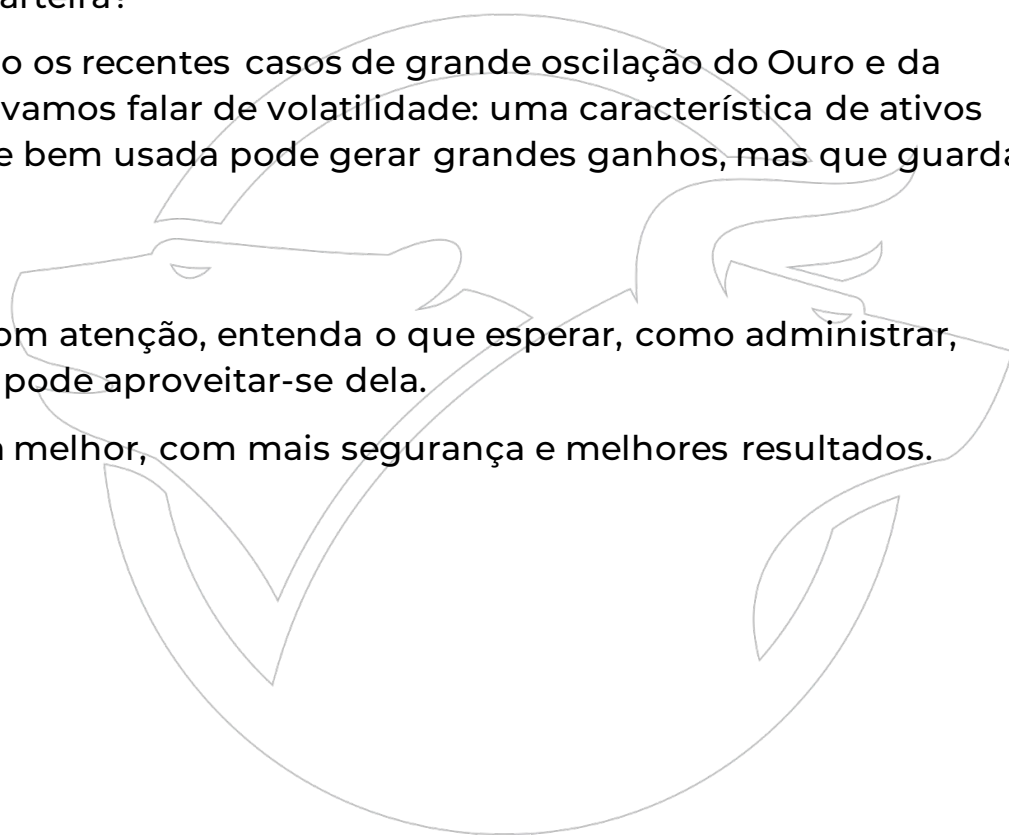 arteira?
o os recentes casos de grande oscilação do Ouro e da
vamos falar de volatilidade: uma característica de ativos
e bem usada pode gerar grandes ganhos, mas que guarda
om atenção, entenda o que esperar, como administrar,
pode aproveitar-se dela.
melhor, com mais segurança e melhores resultados.